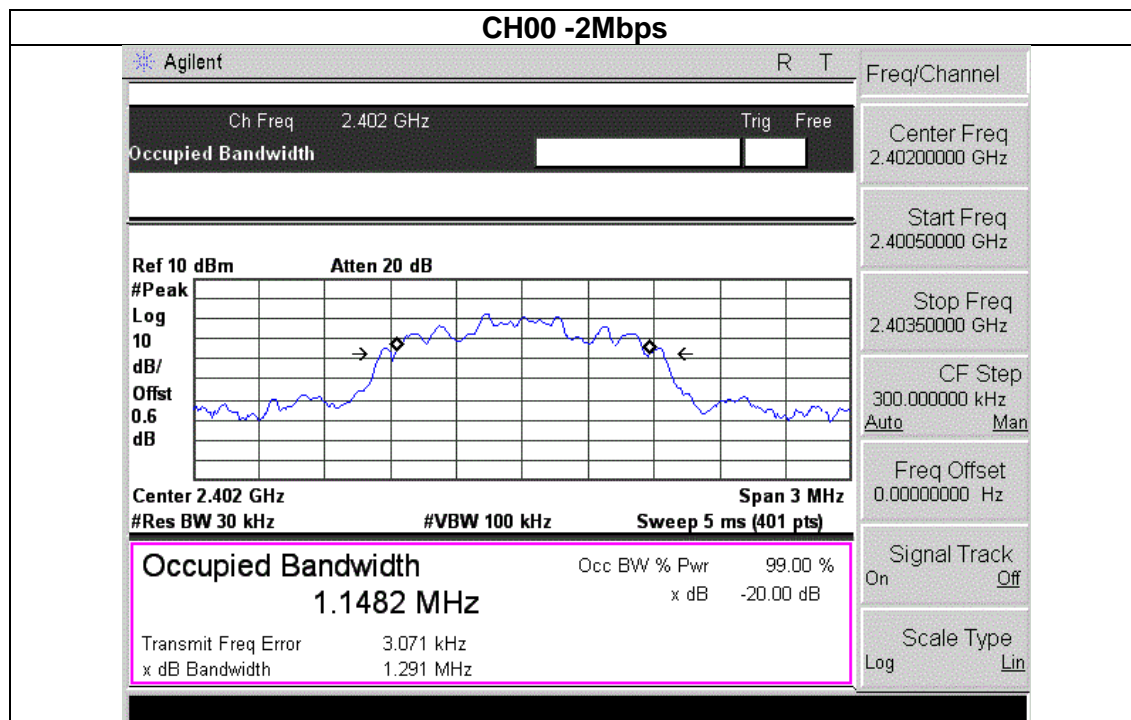 CH00 -2Mbps
Agilent R T
Ch Freq 2.402 GHz Trig Free
Occupied Bandwidth
Ref 10 dBm Atten 20 dB
#Peak
Log
10
dB/
Offst
0.6
dB
Center 2.402 GHz Span 3 MHz
#Res BW 30 kHz #VBW 100 kHz Sweep 5 ms (401 pts)
Occupied Bandwidth
1.1482 MHz
Occ BW % Pwr 99.00 %
x dB -20.00 dB
Transmit Freq Error 3.071 kHz
x dB Bandwidth 1.291 MHz
Freq/Channel
Center Freq
2.40200000 GHz
Start Freq
2.40050000 GHz
Stop Freq
2.40350000 GHz
CF Step
300.000000 kHz
Auto Man
Freq Offset
0.00000000 Hz
Signal Track
On Off
Scale Type
Log Lin